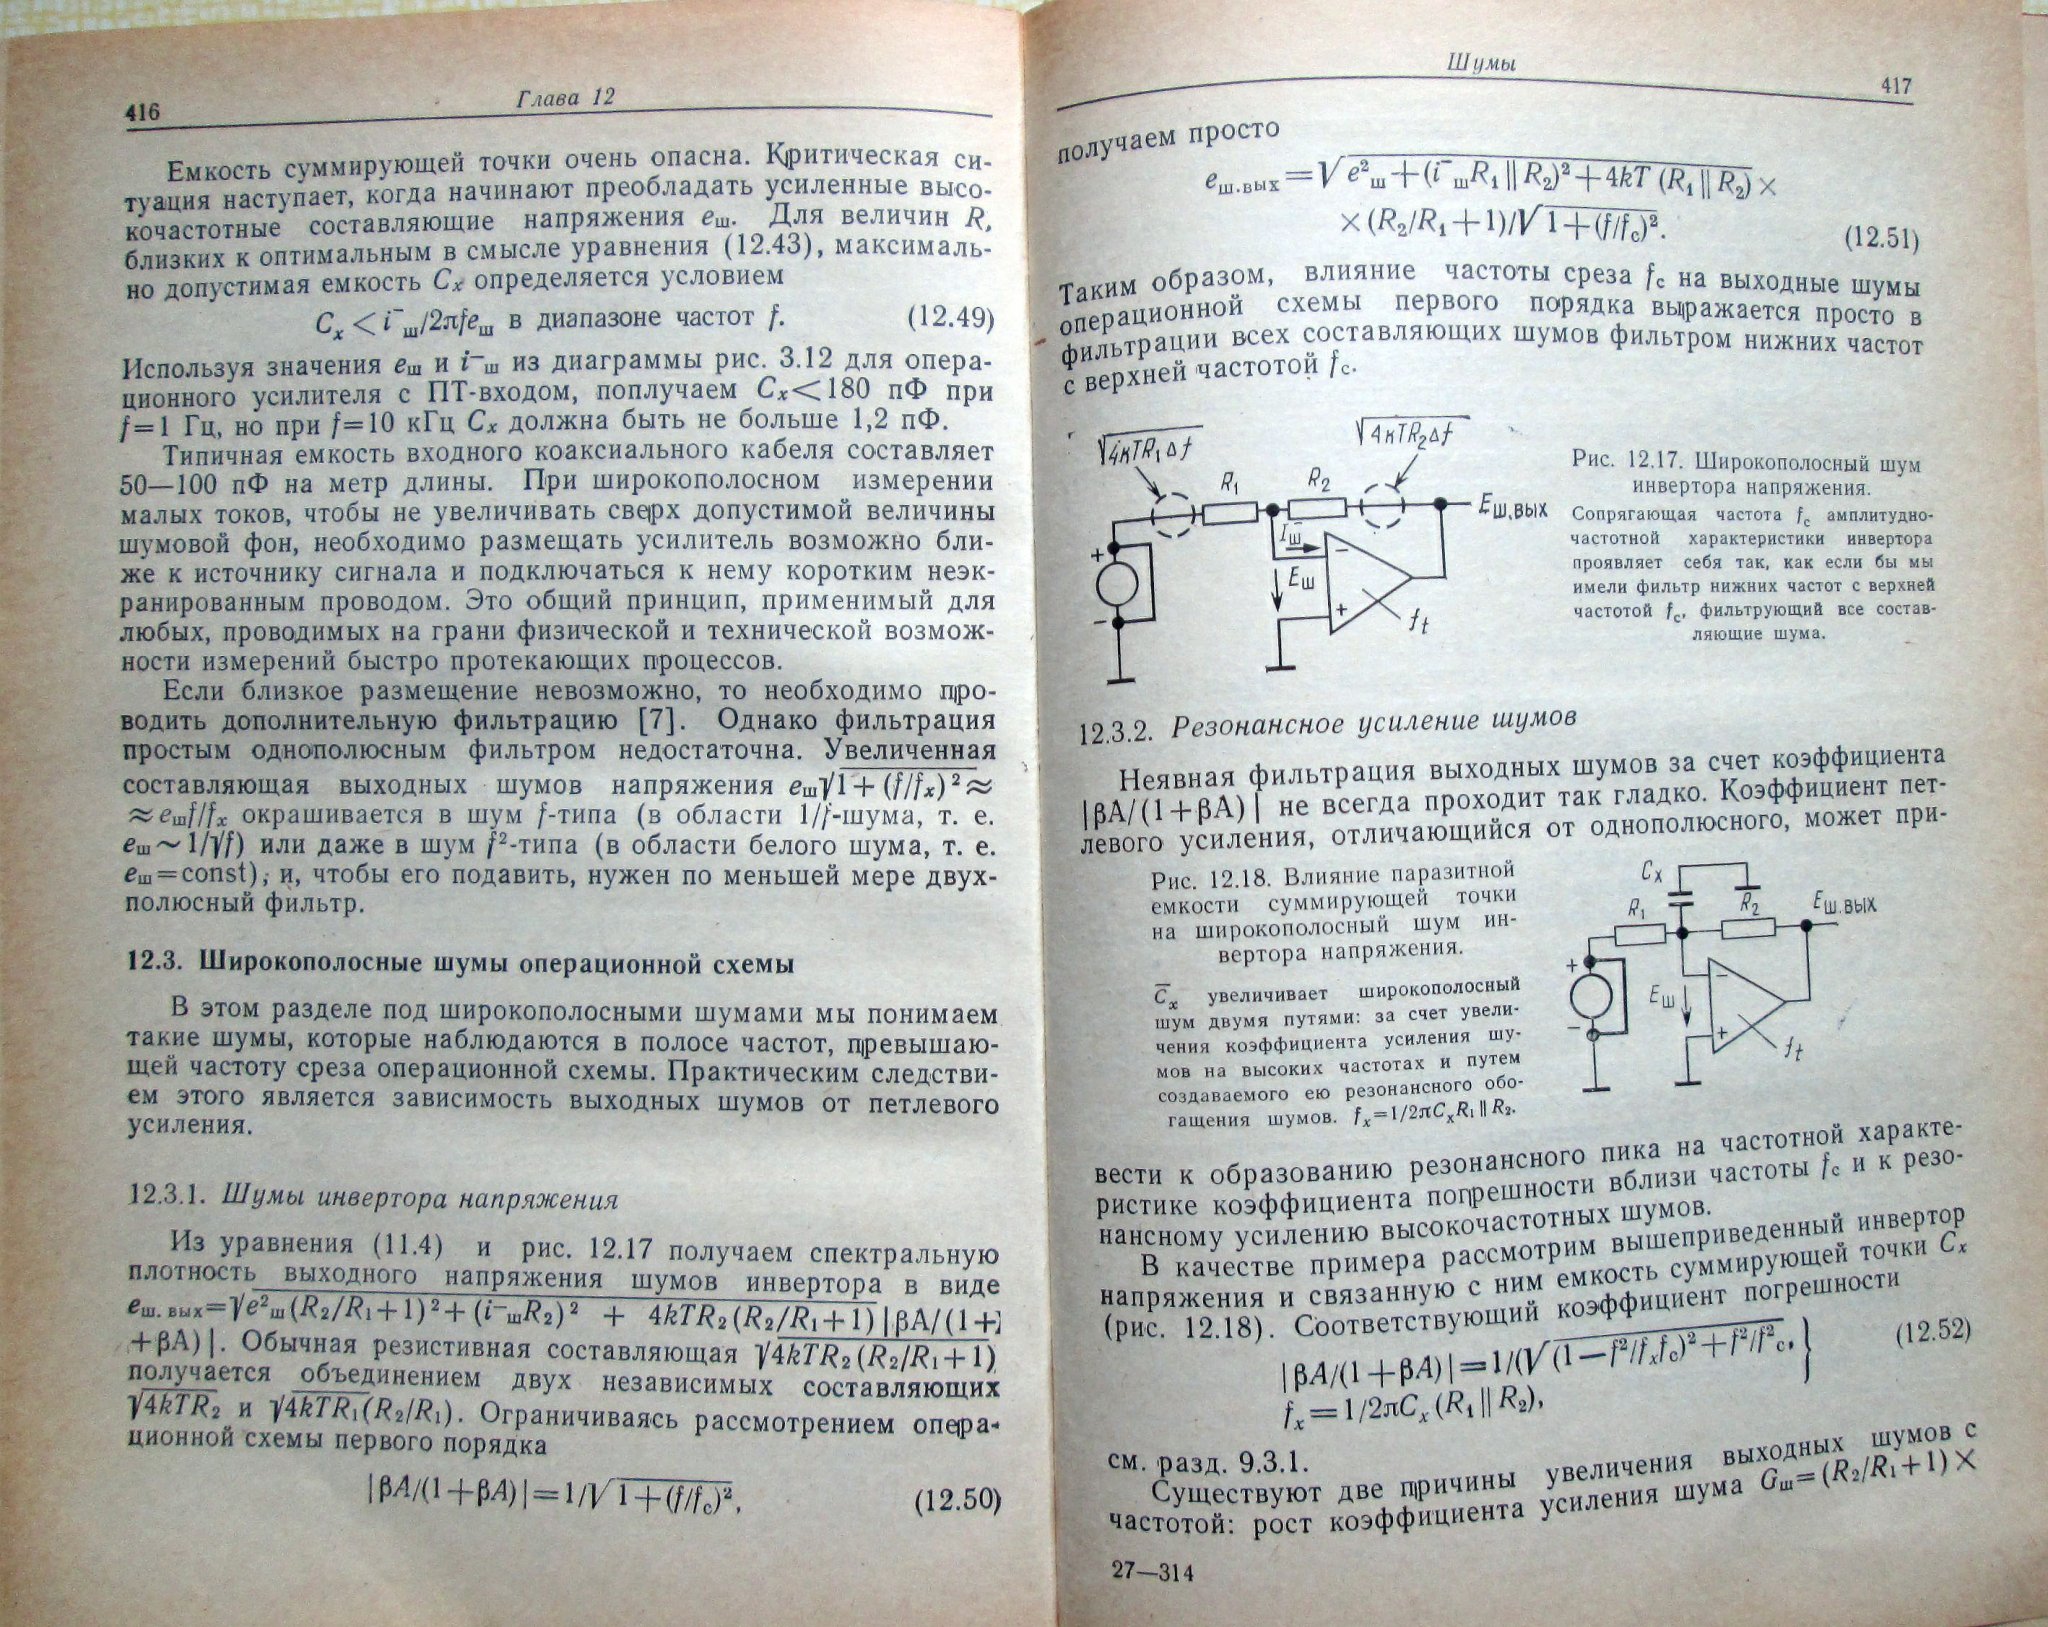 416
Глава 12
Емкость суммирующей точки очень опасна. Критическая си-
туация наступает, когда начинают преобладать усиленные высо-
кочастотные составляющие напряжения eш. Для величин R,
близких к оптимальным в смысле уравнения (12.43), максималь-
но допустимая емкость Cx определяется условием
Cx < i⁻ш/2πfeш в диапазоне частот f. (12.49)
Используя значения eш и i⁻ш из диаграммы рис. 3.12 для опера-
ционного усилителя с ПТ-входом, поплучаем Cx<180 пФ при
f=1 Гц, но при f=10 кГц Cx должна быть не больше 1,2 пФ.
Типичная емкость входного коаксиального кабеля составляет
50—100 пФ на метр длины. При широкополосном измерении
малых токов, чтобы не увеличивать сверх допустимой величины
шумовой фон, необходимо размещать усилитель возможно бли-
же к источнику сигнала и подключаться к нему коротким неэк-
ранированным проводом. Это общий принцип, применимый для
любых, проводимых на грани физической и технической возмож-
ности измерений быстро протекающих процессов.
Если близкое размещение невозможно, то необходимо про-
водить дополнительную фильтрацию [7]. Однако фильтрация
простым однополюсным фильтром недостаточна. Увеличенная
составляющая выходных шумов напряжения eш√1+(f/fx)²≈
≈eшf/fx окрашивается в шум f-типа (в области 1/f-шума, т. е.
eш~1/√f) или даже в шум f²-типа (в области белого шума, т. е.
eш=const), и, чтобы его подавить, нужен по меньшей мере двух-
полюсный фильтр.
12.3. Широкополосные шумы операционной схемы
В этом разделе под широкополосными шумами мы понимаем
такие шумы, которые наблюдаются в полосе частот, превышаю-
щей частоту среза операционной схемы. Практическим следстви-
ем этого является зависимость выходных шумов от петлевого
усиления.
12.3.1. Шумы инвертора напряжения
Из уравнения (11.4) и рис. 12.17 получаем спектральную
плотность выходного напряжения шумов инвертора в виде
eш. вых=√e²ш(R₂/R₁+1)²+(i⁻шR₂)² + 4kTR₂(R₂/R₁+1)|βA/(1+
+βA)|. Обычная резистивная составляющая √4kTR₂(R₂/R₁+1)
получается объединением двух независимых составляющих
√4kTR₂ и √4kTR₁(R₂/R₁). Ограничиваясь рассмотрением опера-
ционной схемы первого порядка
|βA/(1+βA)|=1/√1+(f/fc)², (12.50)
Шумы
417
получаем просто
eш.вых=√e²ш+(i⁻шR₁||R₂)²+4kT(R₁||R₂)×
×(R₂/R₁+1)/√1+(f/fc)². (12.51)
Таким образом, влияние частоты среза fc на выходные шумы
операционной схемы первого порядка выражается просто в
фильтрации всех составляющих шумов фильтром нижних частот
с верхней частотой fc.
√4кTR₁Δf
√4кTR₂Δf
R₁
R₂
Eш.вых
I⁻ш
Eш
+
−
−
+
ft
Рис. 12.17. Широкополосный шум
инвертора напряжения.
Сопрягающая частота fc амплитудно-
частотной характеристики инвертора
проявляет себя так, как если бы мы
имели фильтр нижних частот с верхней
частотой fc, фильтрующий все состав-
ляющие шума.
12.3.2. Резонансное усиление шумов
Неявная фильтрация выходных шумов за счет коэффициента
|βA/(1+βA)| не всегда проходит так гладко. Коэффициент пет-
левого усиления, отличающийся от однополюсного, может при-
Рис. 12.18. Влияние паразитной
емкости суммирующей точки
на широкополосный шум ин-
вертора напряжения.
Cx увеличивает широкополосный
шум двумя путями: за счет увели-
чения коэффициента усиления шу-
мов на высоких частотах и путем
создаваемого ею резонансного обо-
гащения шумов. fx=1/2πCxR₁||R₂.
Cx
R₁
R₂
Eш.вых
+
−
Eш
−
+
ft
вести к образованию резонансного пика на частотной характе-
ристике коэффициента погрешности вблизи частоты fc и к резо-
нансному усилению высокочастотных шумов.
В качестве примера рассмотрим вышеприведенный инвертор
напряжения и связанную с ним емкость суммирующей точки Cx
(рис. 12.18). Соответствующий коэффициент погрешности
|βA/(1+βA)|=1/(√(1−f²/fxfc)²+f²/f²c, } (12.52)
fx=1/2πCx(R₁||R₂),
см. разд. 9.3.1.
Существуют две причины увеличения выходных шумов с
частотой: рост коэффициента усиления шума Gш=(R₂/R₁+1)×
27—314